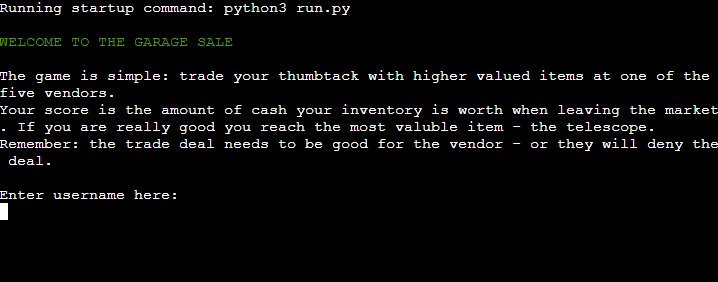 Running startup command: python3 run.py
WELCOME TO THE GARAGE SALE
The game is simple: trade your thumbtack with higher valued items at one of the
five vendors.
Your score is the amount of cash your inventory is worth when leaving the market
. If you are really good you reach the most valuble item - the telescope.
Remember: the trade deal needs to be good for the vendor - or they will deny the
deal.
Enter username here: